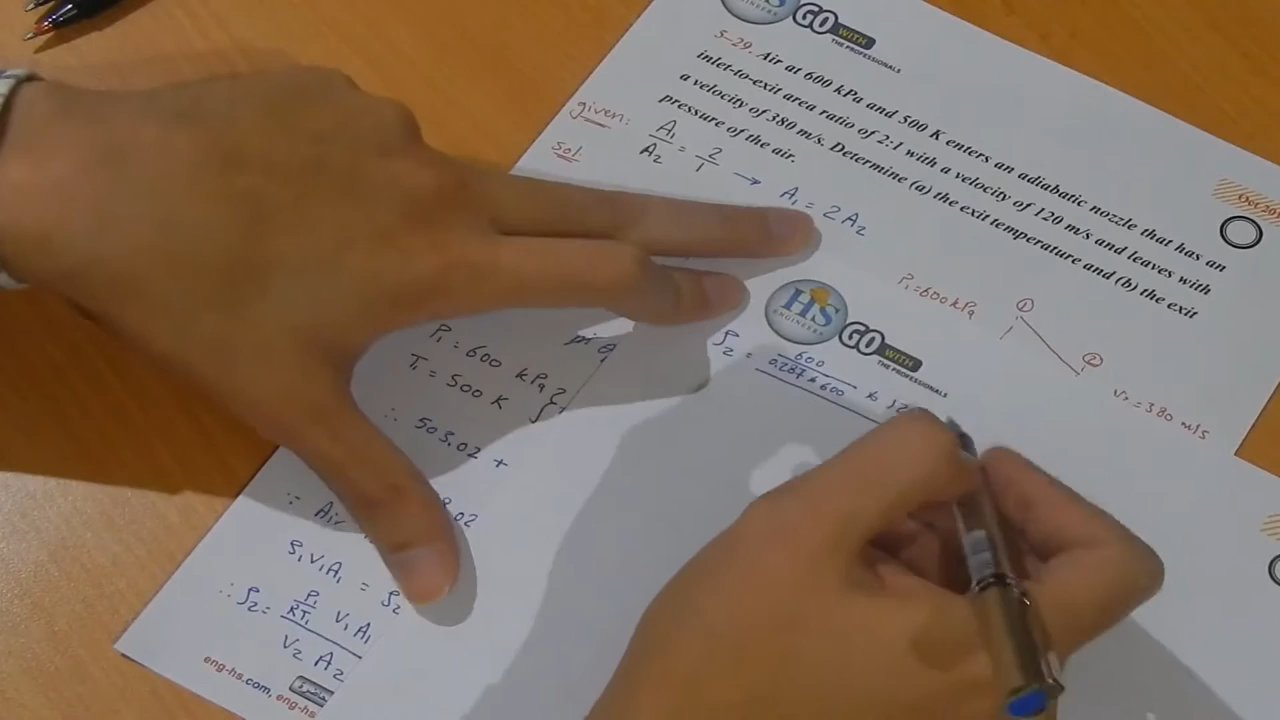 HS
GO WITH
THE PROFESSIONALS
5-29. Air at 600 kPa and 500 K enters an adiabatic nozzle that has an
inlet-to-exit area ratio of 2:1 with a velocity of 120 m/s and leaves with
a velocity of 380 m/s. Determine (a) the exit temperature and (b) the exit
pressure of the air.
given:
A₁/A₂ = 2/1 → A₁ = 2A₂
sol.
P₁=600kPa
①
②
V₂=380 m/s
HS
ENGINEERS
GO WITH
THE PROFESSIONALS
P₁ = 600 kPa
T₁ = 500 K
∴ 503.02 +
∵ Air
ρ₁V₁A₁ = ρ₂
∴ ρ₂ = P₁/RT₁ V₁ A₁ / V₂ A₂
ρ₂ = 600 / 0.287*600 * 12
eng-hs.com, eng-hs